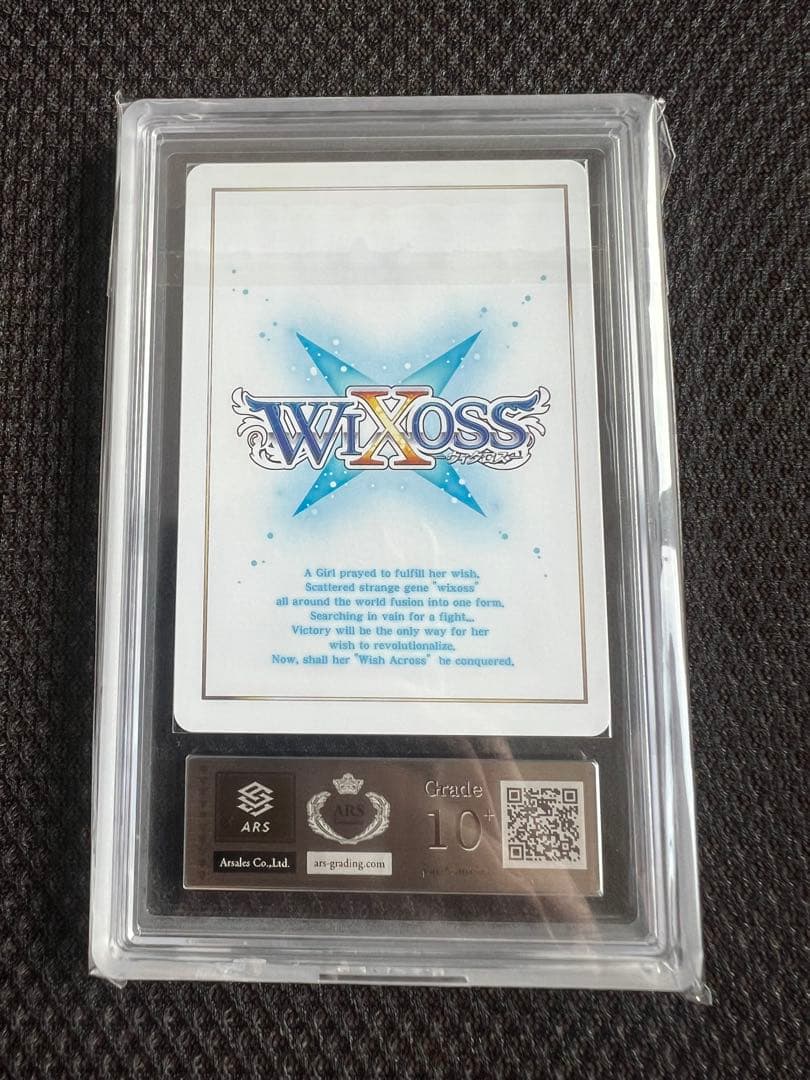 WIXOSS
ーウィクロスー
A Girl prayed to fulfill her wish,
Scattered strange gene "wixoss"
all around the world fusion into one form.
Searching in vain for a fight...
Victory will be the only way for her
wish to revolutionalize.
Now, shall her "Wish Across" be conquered.
ARS
Arsales Co.,Ltd.
ARS
ars-grading.com
Grade
10+